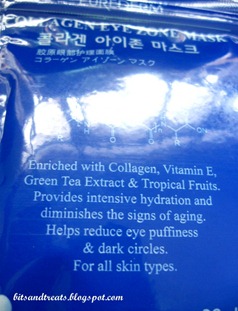 PUREDERM
COLLAGEN EYE ZONE MASK
콜라겐 아이존 마스크
コラーゲン アイゾーン マスク
Enriched with Collagen, Vitamin E,
Green Tea Extract & Tropical Fruits.
Provides intensive hydration and
diminishes the signs of aging.
Helps reduce eye puffiness
& dark circles.
For all skin types.
bitsandtreats.blogspot.com